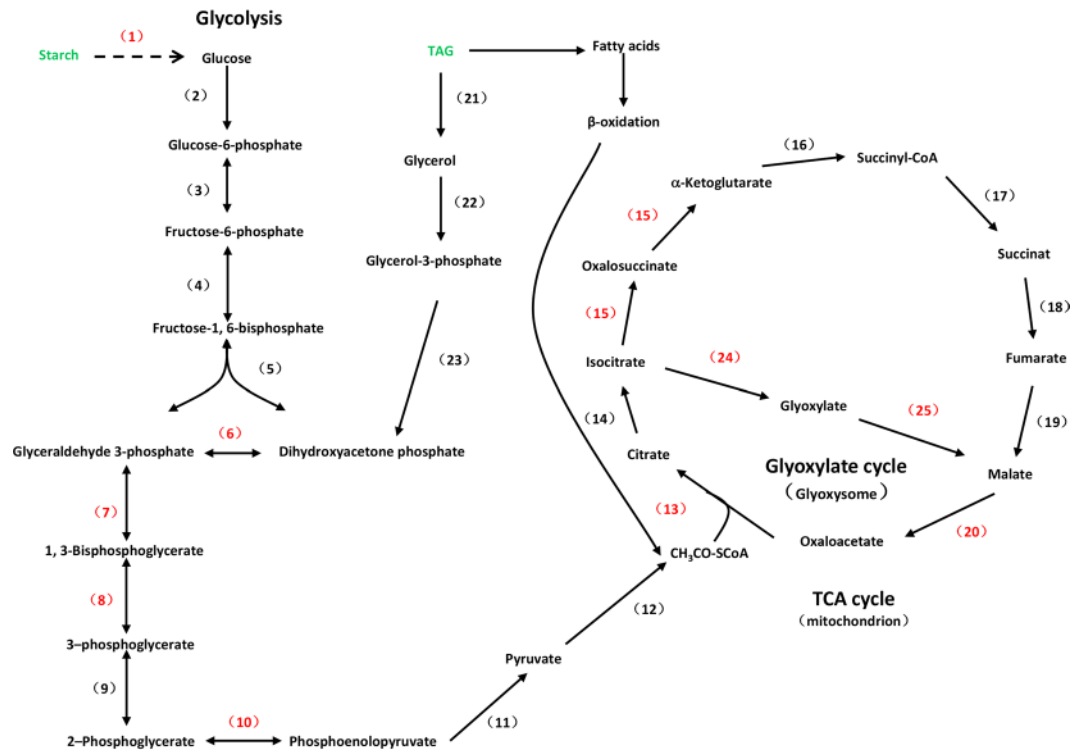 Glycolysis
(1)
Starch
Glucose
TAG
Fatty acids
(2)
(21)
β-oxidation
Glucose-6-phosphate
Glycerol
(16)
Succinyl-CoA
(3)
(22)
α-Ketoglutarate
(17)
(15)
Fructose-6-phosphate
Glycerol-3-phosphate
Oxalosuccinate
Succinat
(4)
(15)
(18)
Fructose-1, 6-bisphosphate
(5)
(23)
Isocitrate
(24)
Fumarate
Glyoxylate
(25)
(14)
(19)
(6)
Glyceraldehyde 3-phosphate
Dihydroxyacetone phosphate
Citrate
Glyoxylate cycle
(Glyoxysome)
Malate
(7)
(13)
(20)
1, 3-Bisphosphoglycerate
CH₃CO-SCoA
Oxaloacetate
(8)
(12)
TCA cycle
(mitochondrion)
3–phosphoglycerate
Pyruvate
(9)
(10)
(11)
2–Phosphoglycerate
Phosphoenolopyruvate